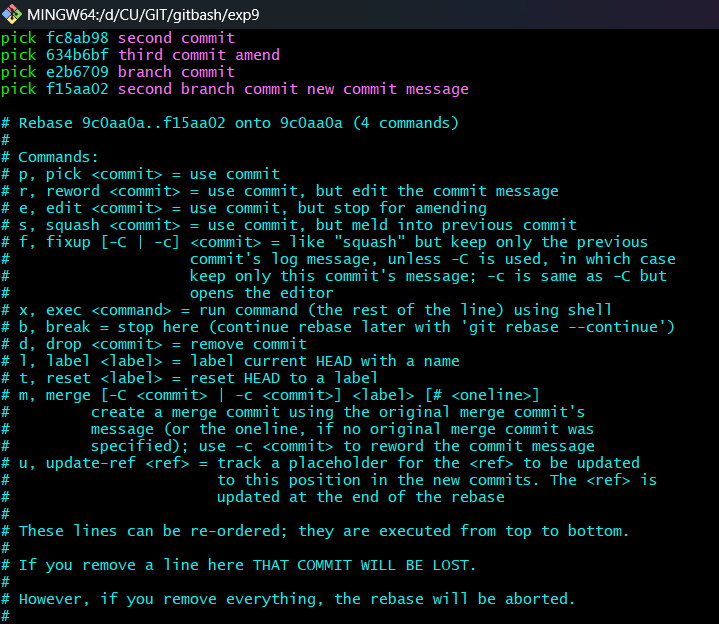 MINGW64:/d/CU/GIT/gitbash/exp9
pick fc8ab98 second commit
pick 634b6bf third commit amend
pick e2b6709 branch commit
pick f15aa02 second branch commit new commit message

# Rebase 9c0aa0a..f15aa02 onto 9c0aa0a (4 commands)
#
# Commands:
# p, pick <commit> = use commit
# r, reword <commit> = use commit, but edit the commit message
# e, edit <commit> = use commit, but stop for amending
# s, squash <commit> = use commit, but meld into previous commit
# f, fixup [-C | -c] <commit> = like "squash" but keep only the previous
#                    commit's log message, unless -C is used, in which case
#                    keep only this commit's message; -c is same as -C but
#                    opens the editor
# x, exec <command> = run command (the rest of the line) using shell
# b, break = stop here (continue rebase later with 'git rebase --continue')
# d, drop <commit> = remove commit
# l, label <label> = label current HEAD with a name
# t, reset <label> = reset HEAD to a label
# m, merge [-C <commit> | -c <commit>] <label> [# <oneline>]
#         create a merge commit using the original merge commit's
#         message (or the oneline, if no original merge commit was
#         specified); use -c <commit> to reword the commit message
# u, update-ref <ref> = track a placeholder for the <ref> to be updated
#                       to this position in the new commits. The <ref> is
#                       updated at the end of the rebase
#
# These lines can be re-ordered; they are executed from top to bottom.
#
# If you remove a line here THAT COMMIT WILL BE LOST.
#
# However, if you remove everything, the rebase will be aborted.
#